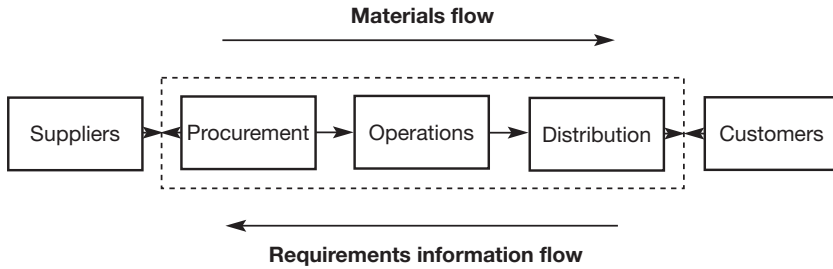 Materials flow
Suppliers
Procurement
Operations
Distribution
Customers
Requirements information flow